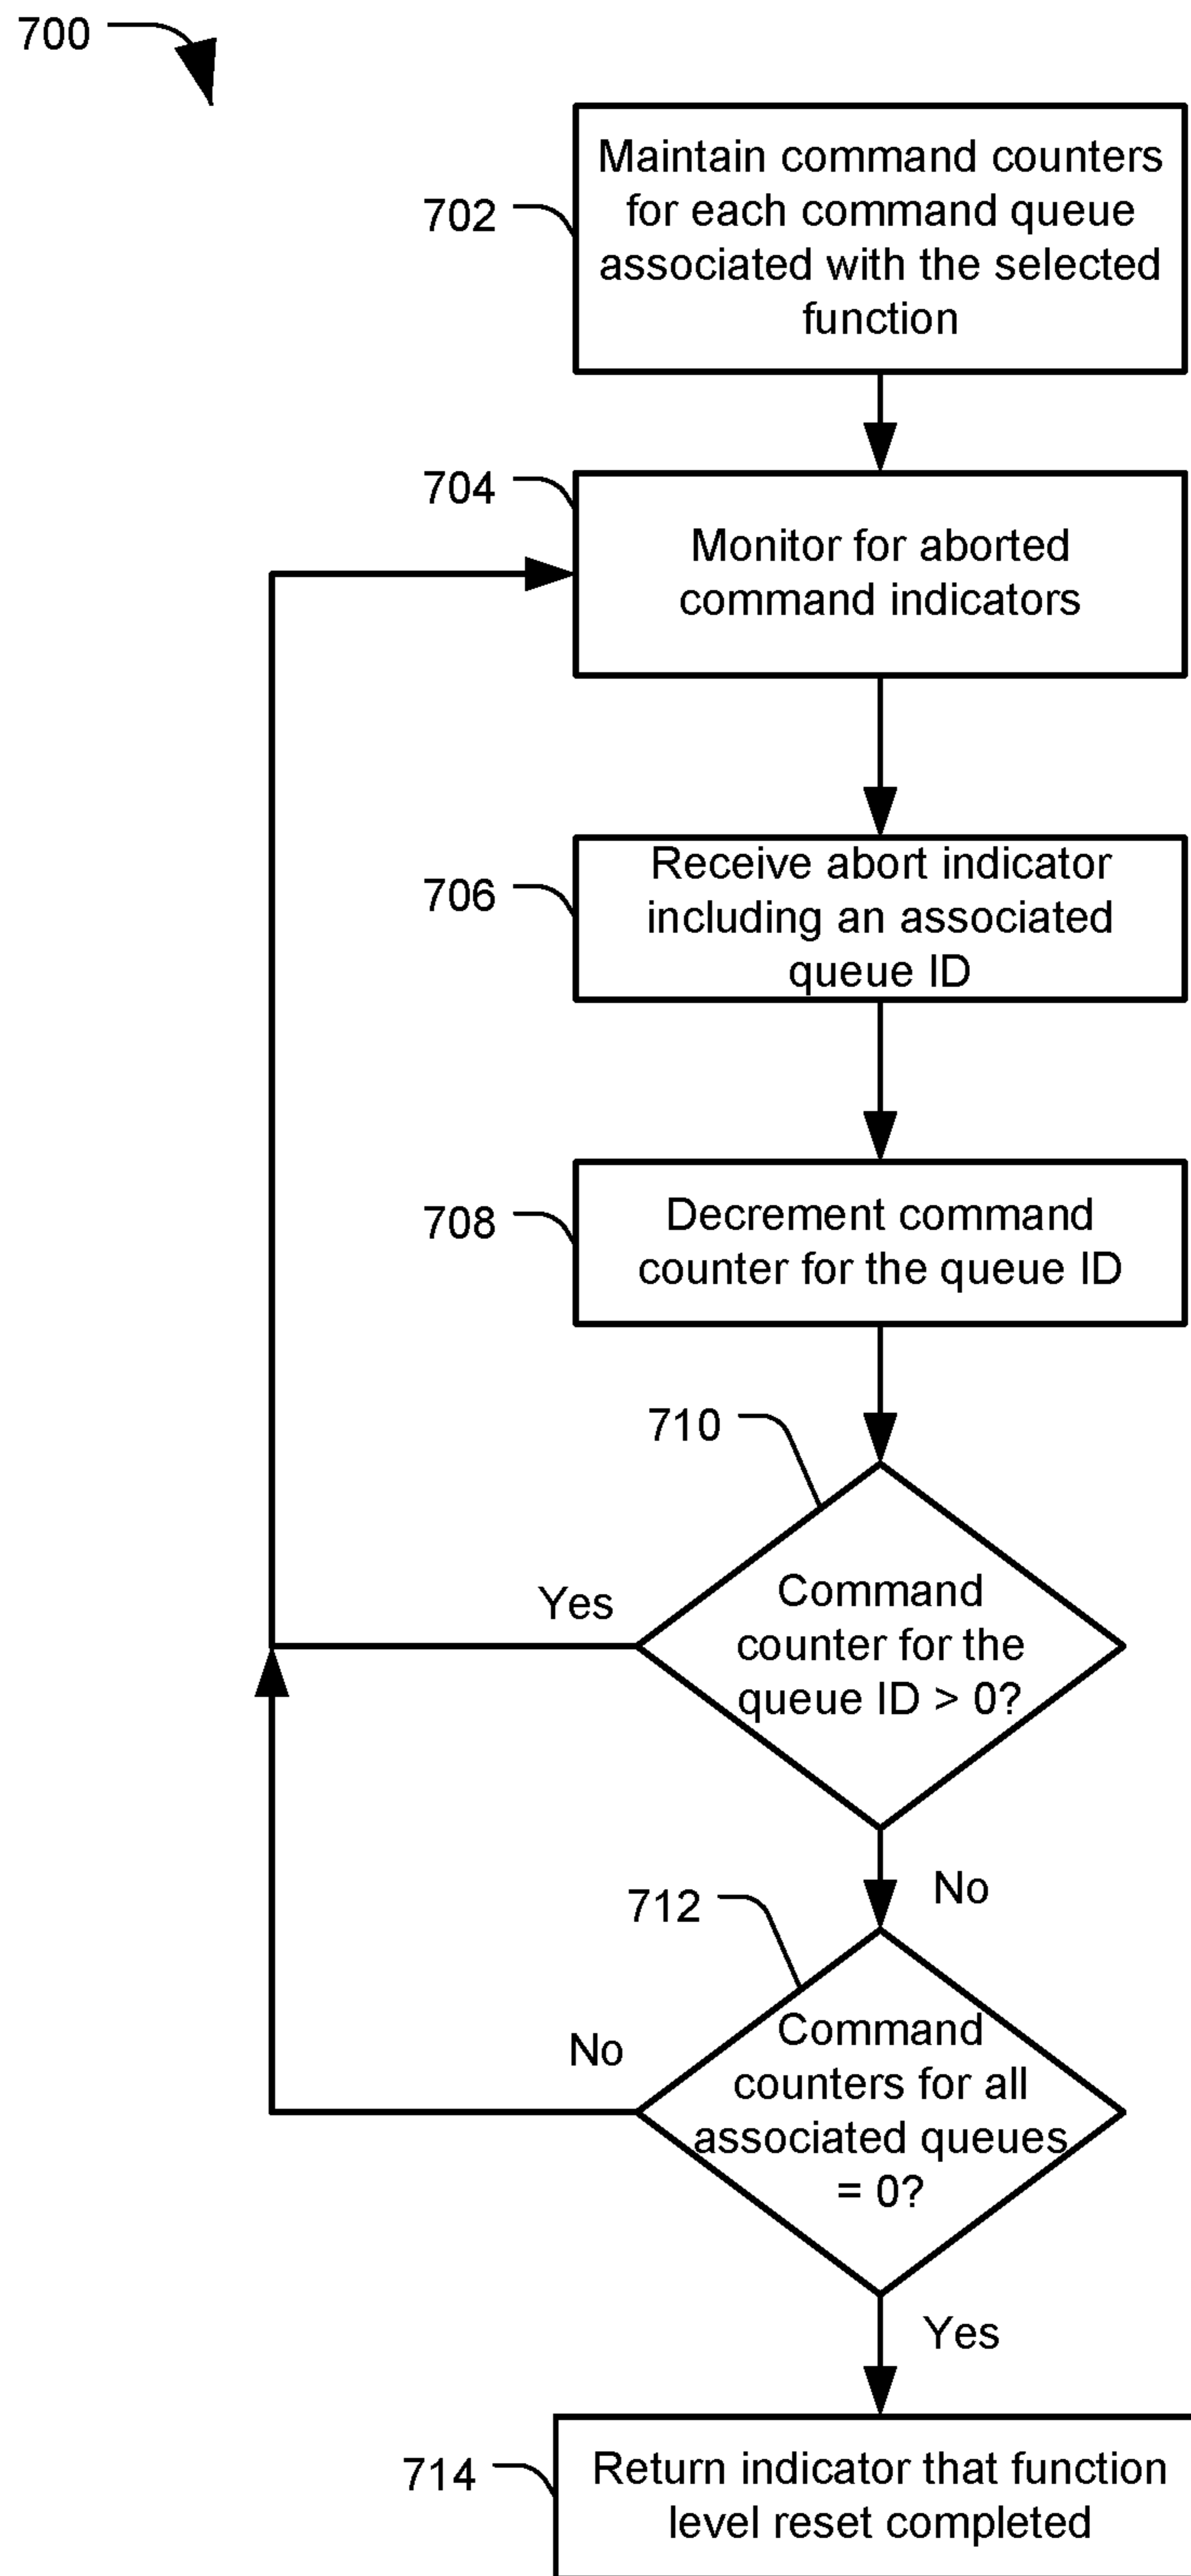 700
702
Maintain command counters
for each command queue
associated with the selected
function
704
Monitor for aborted
command indicators
706
Receive abort indicator
including an associated
queue ID
708
Decrement command
counter for the queue ID
710
Command
counter for the
queue ID > 0?
Yes
No
712
Command
counters for all
associated queues
= 0?
No
Yes
714
Return indicator that function
level reset completed